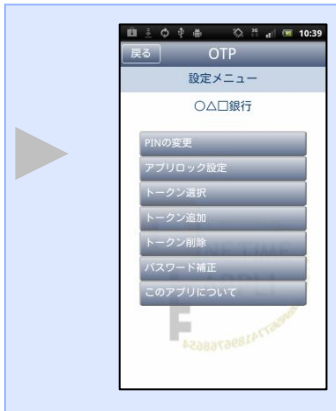 10:39
戻る OTP
設定メニュー
○△□銀行
PINの変更
アプリロック設定
トークン選択
トークン追加
トークン削除
パスワード補正
このアプリについて